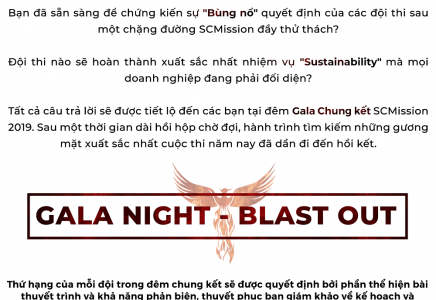 Bạn đã sẵn sàng để chứng kiến sự "Bùng nổ" quyết định của các đội thi sau
một chặng đường SCMission đầy thử thách?
Đội thi nào sẽ hoàn thành xuất sắc nhất nhiệm vụ "Sustainability" mà mọi
doanh nghiệp đang phải đối diện?
Tất cả câu trả lời sẽ được tiết lộ đến các bạn tại đêm Gala Chung kết SCMission
2019. Sau một thời gian dài hồi hộp chờ đợi, hành trình tìm kiếm những gương
mặt xuất sắc nhất cuộc thi năm nay đã dần đi đến hồi kết.
GALA NIGHT - BLAST OUT
Thứ hạng của mỗi đội trong đêm chung kết sẽ được quyết định bởi phần thể hiện bài
thuyết trình và khả năng phản biện, thuyết phục ban giám khảo về kế hoạch và